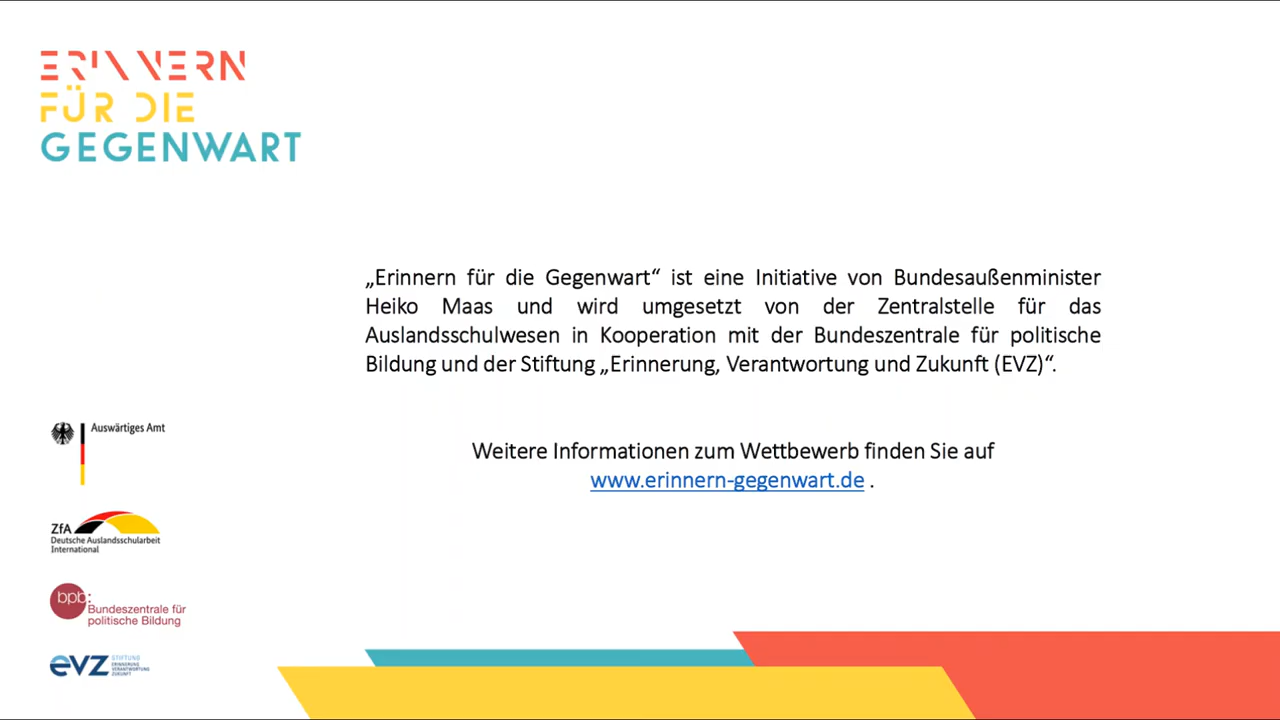 ERINNERN
FÜR DIE
GEGENWART
„Erinnern für die Gegenwart“ ist eine Initiative von Bundesaußenminister
Heiko Maas und wird umgesetzt von der Zentralstelle für das
Auslandsschulwesen in Kooperation mit der Bundeszentrale für politische
Bildung und der Stiftung „Erinnerung, Verantwortung und Zukunft (EVZ)“.
Weitere Informationen zum Wettbewerb finden Sie auf
www.erinnern-gegenwart.de .
Auswärtiges Amt
ZfA
Deutsche Auslandsschularbeit
International
bpb:
Bundeszentrale für
politische Bildung
evz
STIFTUNG
ERINNERUNG
VERANTWORTUNG
ZUKUNFT